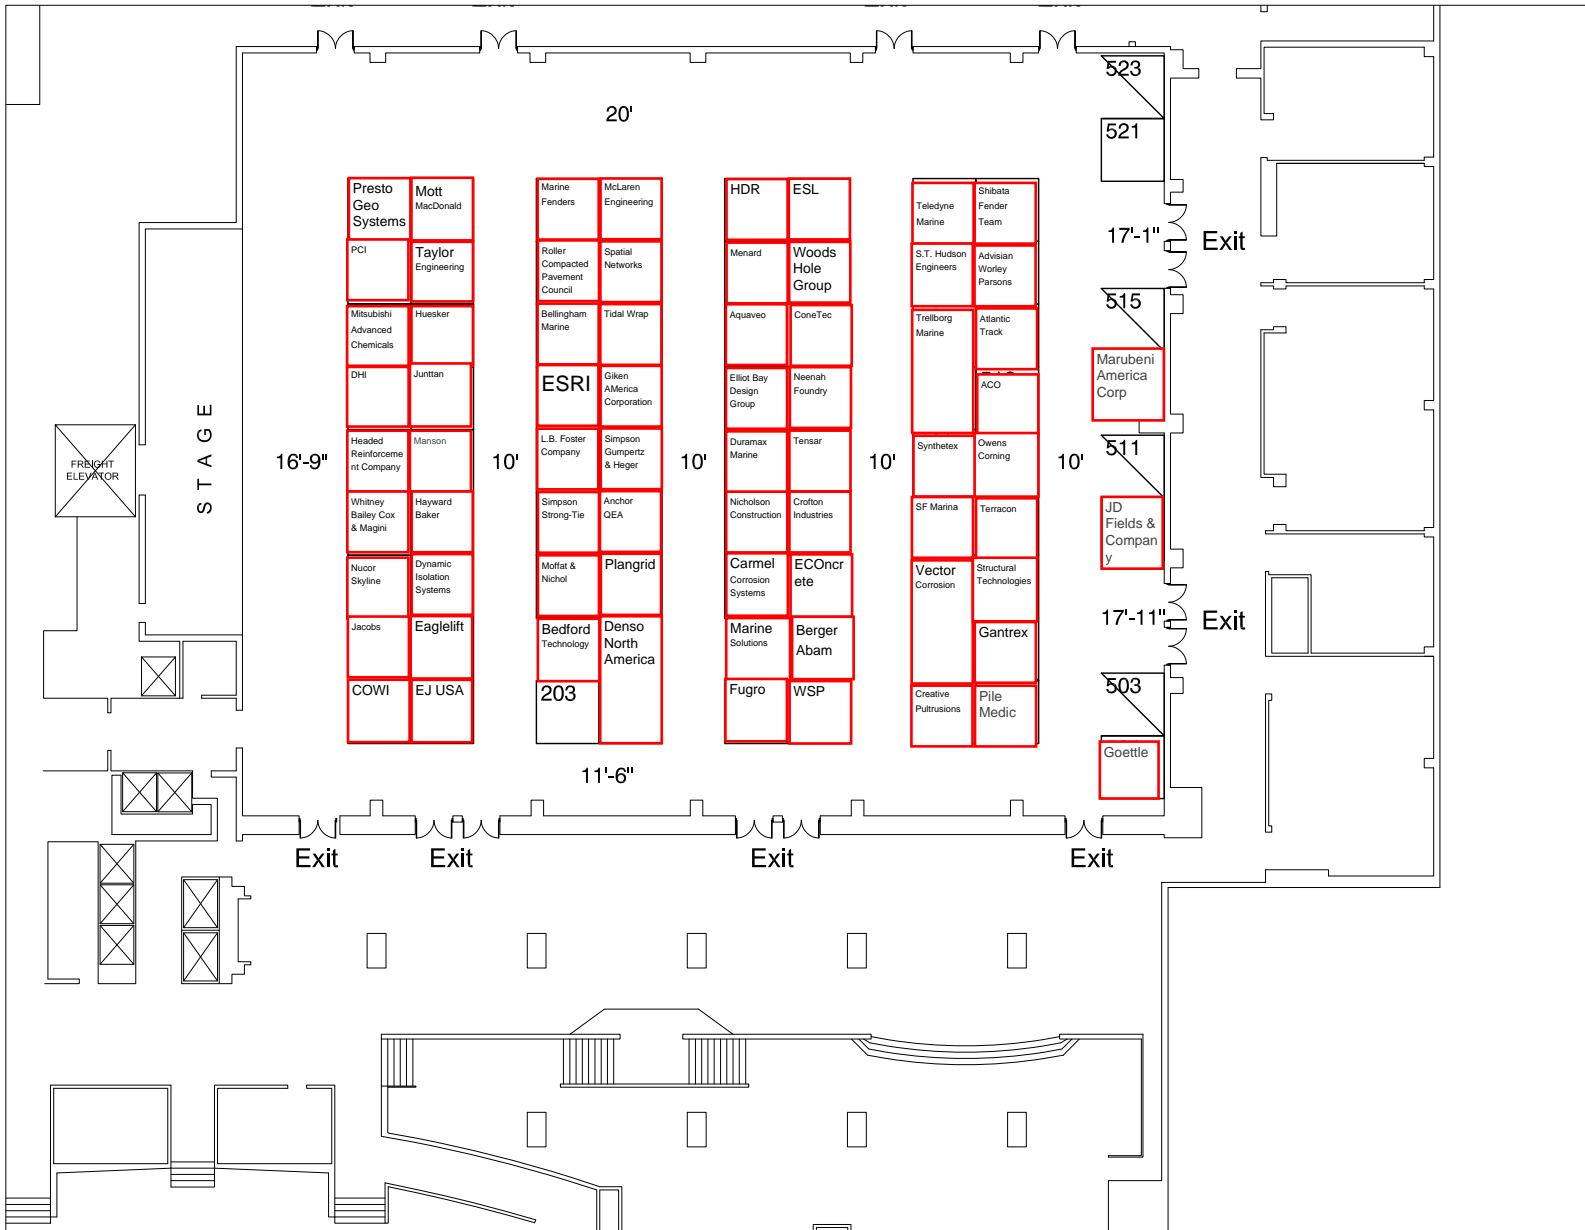 523
20'
521
Presto
Geo
Systems
Mott
MacDonald
Marine
Fenders
McLaren
Engineering
HDR
ESL
Teledyne
Marine
Shibata
Fender
Team
17'-1"
Exit
PCI
Taylor
Engineering
Roller
Compacted
Pavement
Council
Spatial
Networks
Menard
Woods
Hole
Group
S.T. Hudson
Engineers
Advisian
Worley
Parsons
515
Mitsubishi
Advanced
Chemicals
Huesker
Bellingham
Marine
Tidal Wrap
Aquaveo
ConeTec
Trellborg
Marine
Atlantic
Track
Marubeni
America
Corp
DHI
Junttan
ESRI
Giken
AMerica
Corporation
Elliot Bay
Design
Group
Neenah
Foundry
ACO
STAGE
FREIGHT
ELEVATOR
16'-9"
Headed
Reinforceme
nt Company
Manson
10'
L.B. Foster
Company
Simpson
Gumpertz
& Heger
10'
Duramax
Marine
Tensar
10'
Synthetex
Owens
Corning
10'
511
Whitney
Bailey Cox
& Magini
Hayward
Baker
Simpson
Strong-Tie
Anchor
QEA
Nicholson
Construction
Crofton
Industries
SF Marina
Terracon
JD
Fields &
Compan
y
Nucor
Skyline
Dynamic
Isolation
Systems
Moffat &
Nichol
Plangrid
Carmel
Corrosion
Systems
ECOncr
ete
Vector
Corrosion
Structural
Technologies
17'-11"
Exit
Jacobs
Eaglelift
Bedford
Technology
Denso
North
America
Marine
Solutions
Berger
Abam
Gantrex
503
COWI
EJ USA
203
Fugro
WSP
Creative
Pultrusions
Pile
Medic
Goettle
11'-6"
Exit
Exit
Exit
Exit